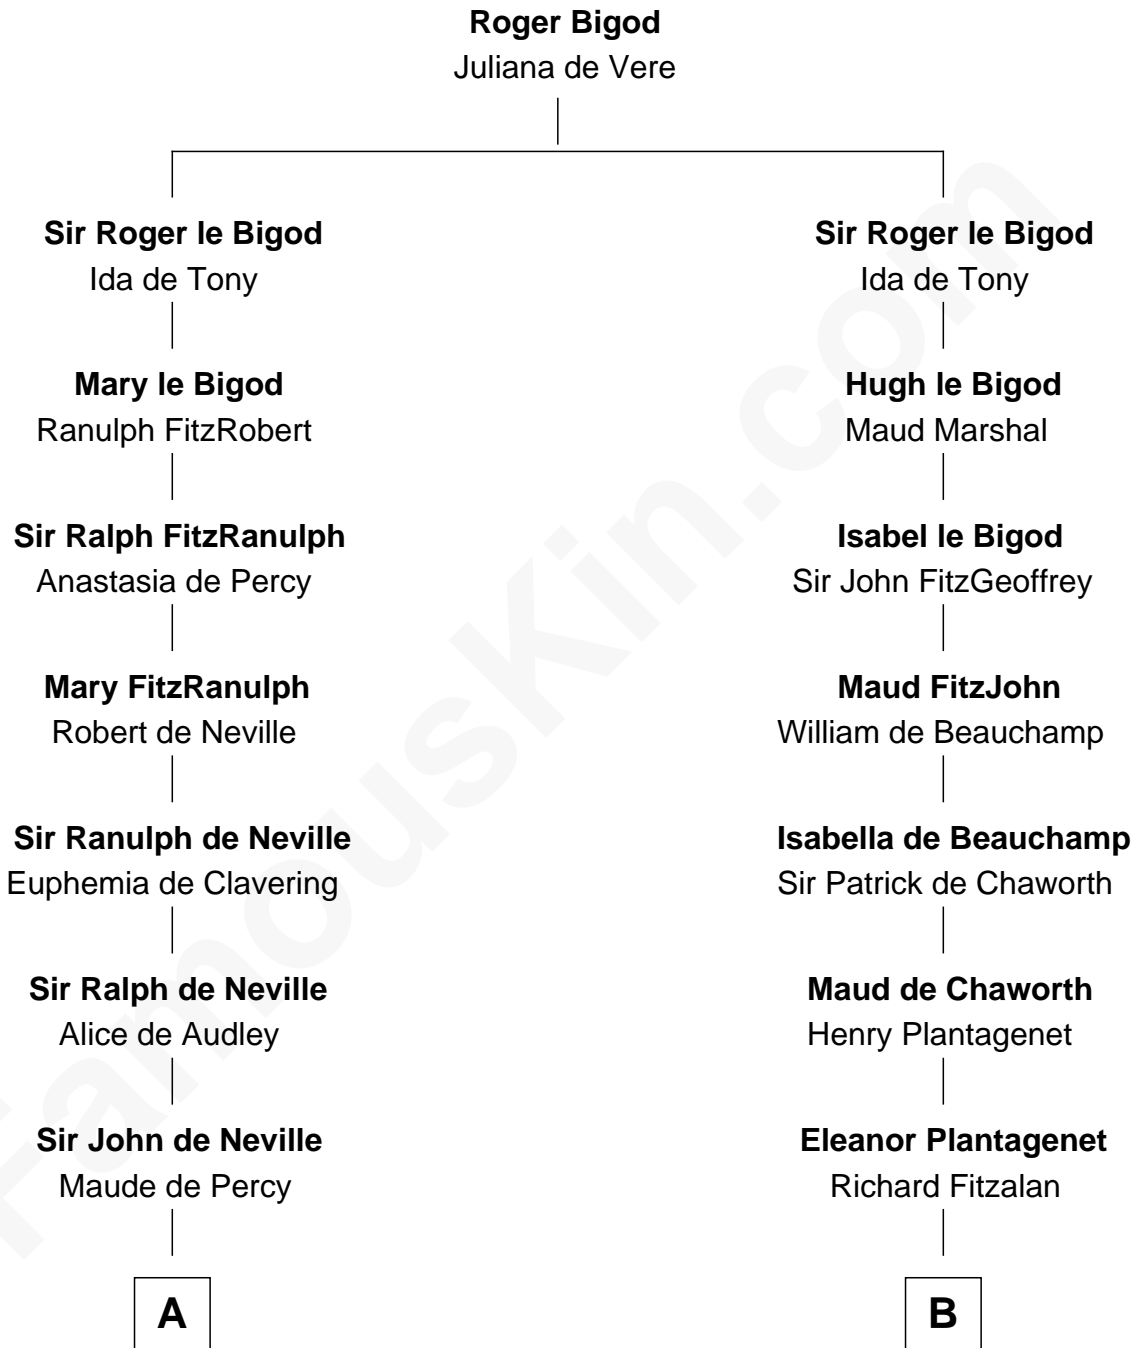 Roger Bigod
Juliana de Vere
Sir Roger le Bigod
Ida de Tony
Mary le Bigod
Ranulph FitzRobert
Sir Ralph FitzRanulph
Anastasia de Percy
Mary FitzRanulph
Robert de Neville
Sir Ranulph de Neville
Euphemia de Clavering
Sir Ralph de Neville
Alice de Audley
Sir John de Neville
Maude de Percy
A
Sir Roger le Bigod
Ida de Tony
Hugh le Bigod
Maud Marshal
Isabel le Bigod
Sir John FitzGeoffrey
Maud FitzJohn
William de Beauchamp
Isabella de Beauchamp
Sir Patrick de Chaworth
Maud de Chaworth
Henry Plantagenet
Eleanor Plantagenet
Richard Fitzalan
B
FamousKin.com